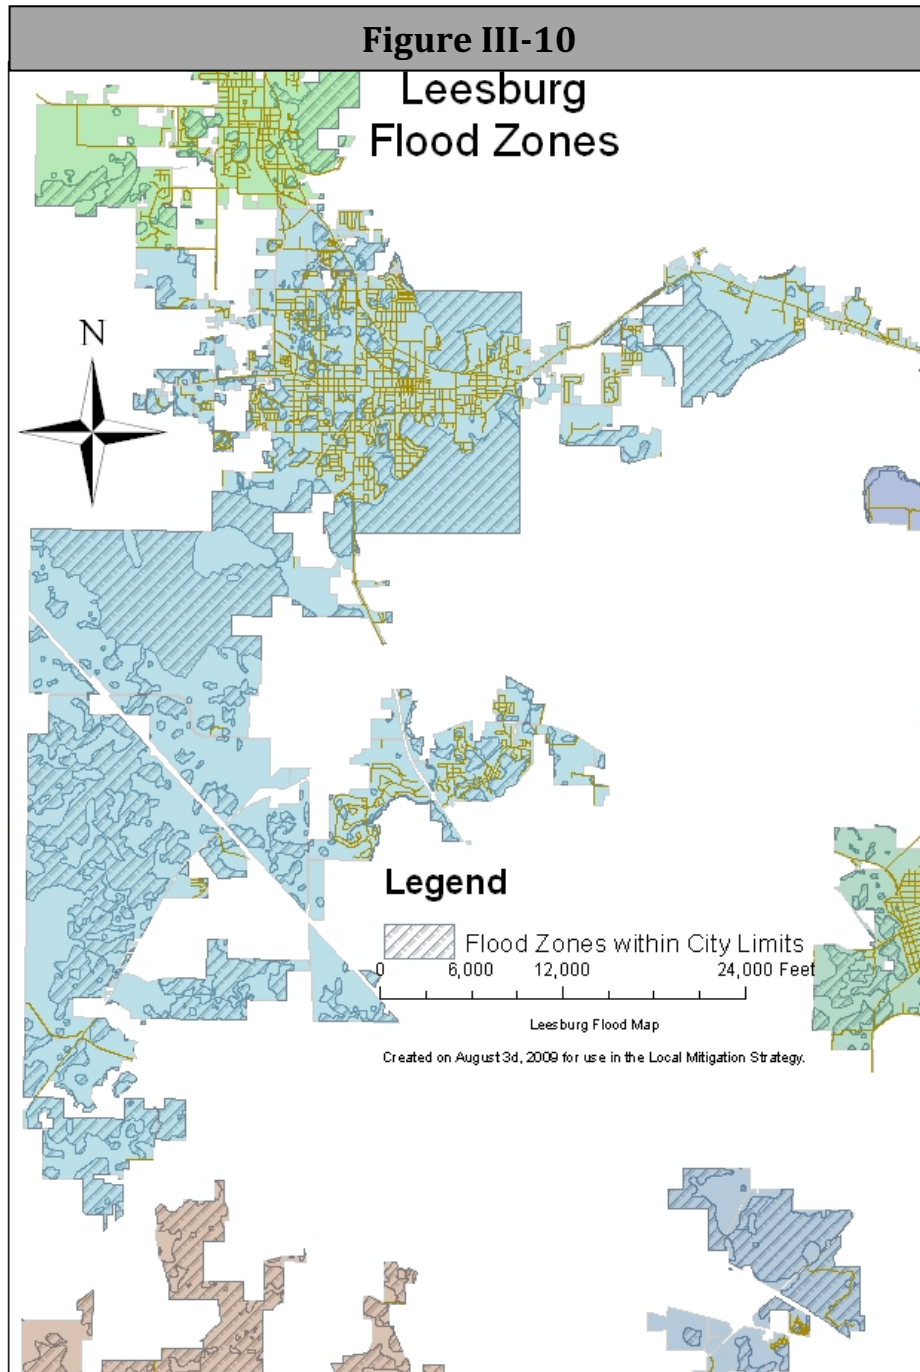 Figure III-10
Leesburg
Flood Zones
N
Legend
Flood Zones within City Limits
0 6,000 12,000 24,000 Feet
Leesburg Flood Map
Created on August 3d, 2009 for use in the Local Mitigation Strategy.